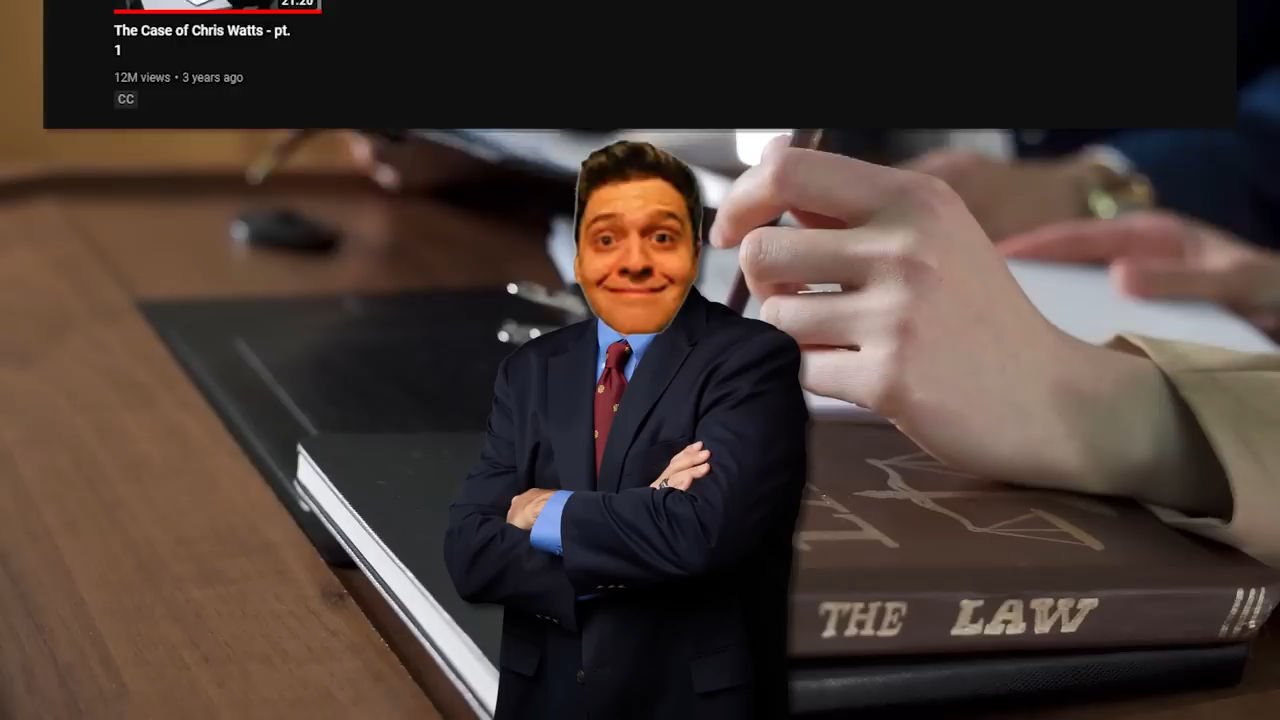 21:20
The Case of Chris Watts - pt.
1
12M views • 3 years ago
CC
THE LAW